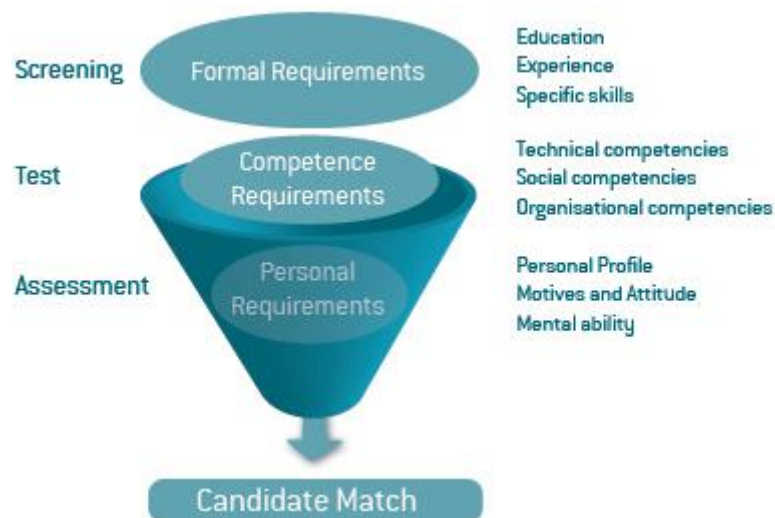 Screening
Formal Requirements
Education
Experience
Specific skills
Test
Competence
Requirements
Technical competencies
Social competencies
Organisational competencies
Assessment
Personal
Requirements
Personal Profile
Motives and Attitude
Mental ability
Candidate Match